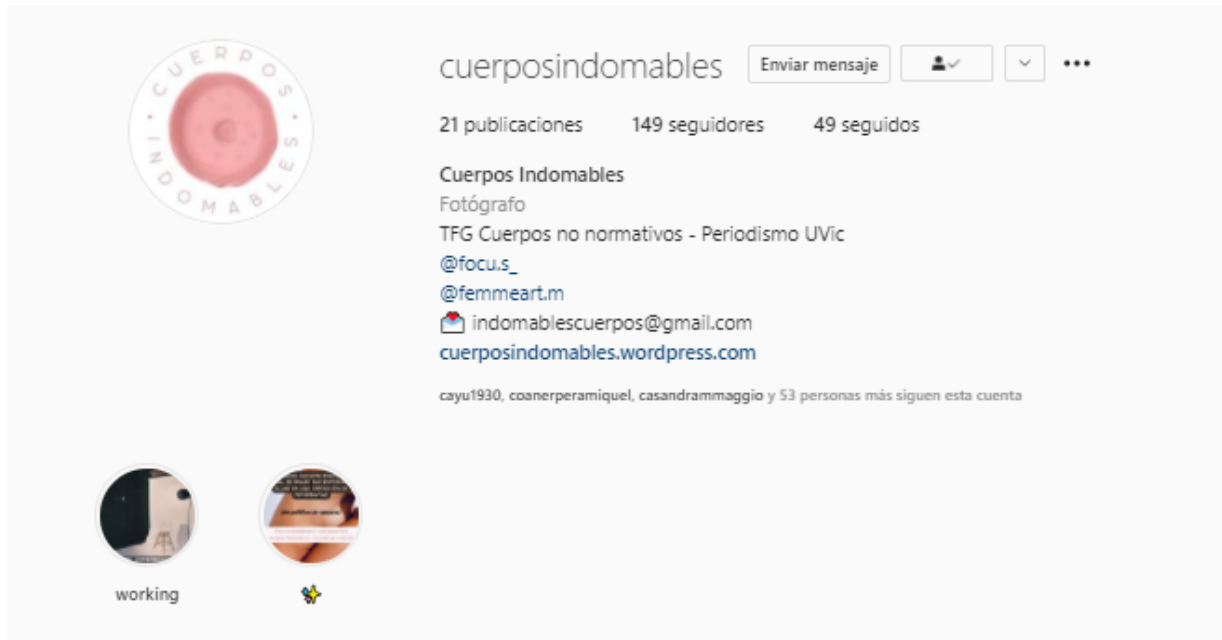 CUERPOS · INDOMABLES ·
cuerposindomables Enviar mensaje
21 publicaciones 149 seguidores 49 seguidos
Cuerpos Indomables
Fotógrafo
TFG Cuerpos no normativos - Periodismo UVic
@focu.s_
@femmeart.m
indomablescuerpos@gmail.com
cuerposindomables.wordpress.com
cayu1930, coanerperamiquel, casandrammaggio y 53 personas más siguen esta cuenta
working